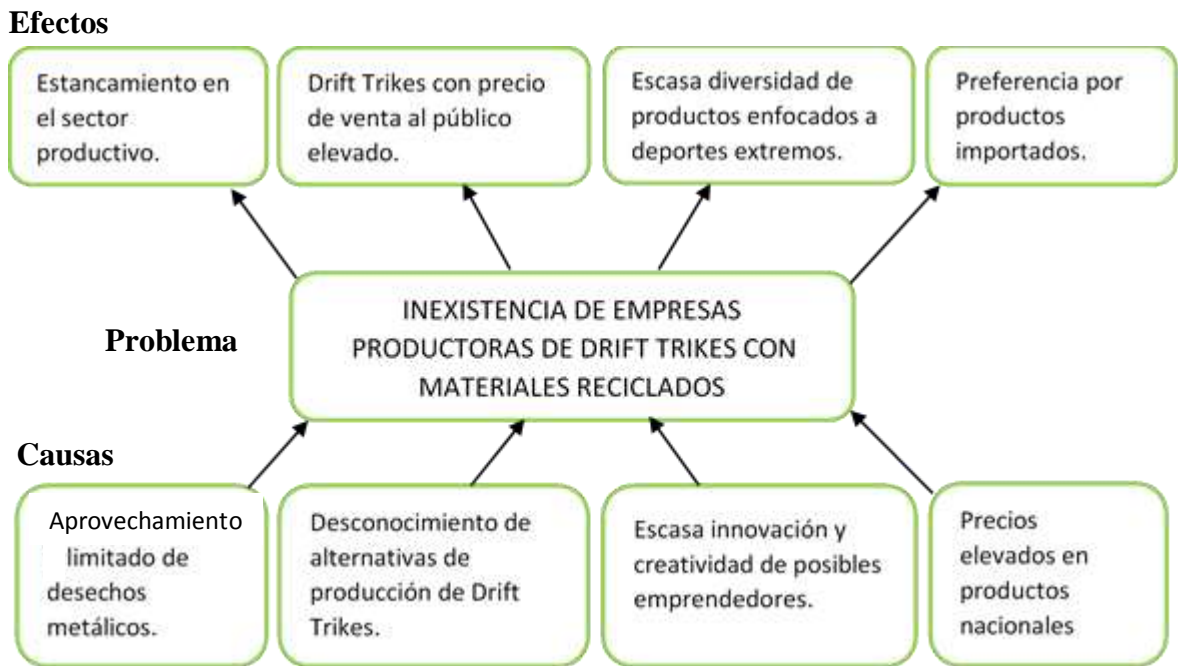 Efectos
Estancamiento en
el sector
productivo.
Drift Trikes con precio
de venta al público
elevado.
Escasa diversidad de
productos enfocados a
deportes extremos.
Preferencia por
productos
importados.
Problema
INEXISTENCIA DE EMPRESAS
PRODUCTORAS DE DRIFT TRIKES CON
MATERIALES RECICLADOS
Causas
Aprovechamiento
limitado de
desechos
metálicos.
Desconocimiento de
alternativas de
producción de Drift
Trikes.
Escasa innovación y
creatividad de posibles
emprendedores.
Precios
elevados en
productos
nacionales